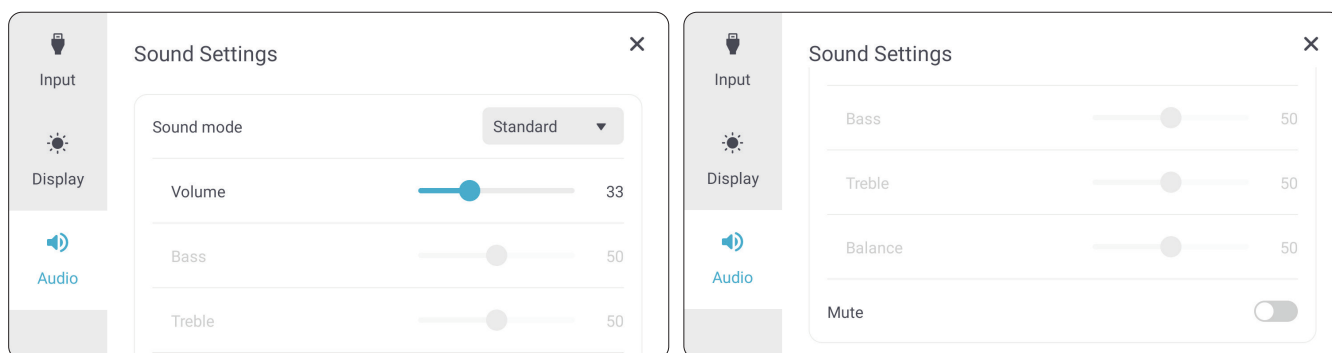 Input
Display
Audio
Sound Settings
Sound mode Standard
Volume 33
Bass 50
Treble 50
Input
Display
Audio
Sound Settings
Bass 50
Treble 50
Balance 50
Mute